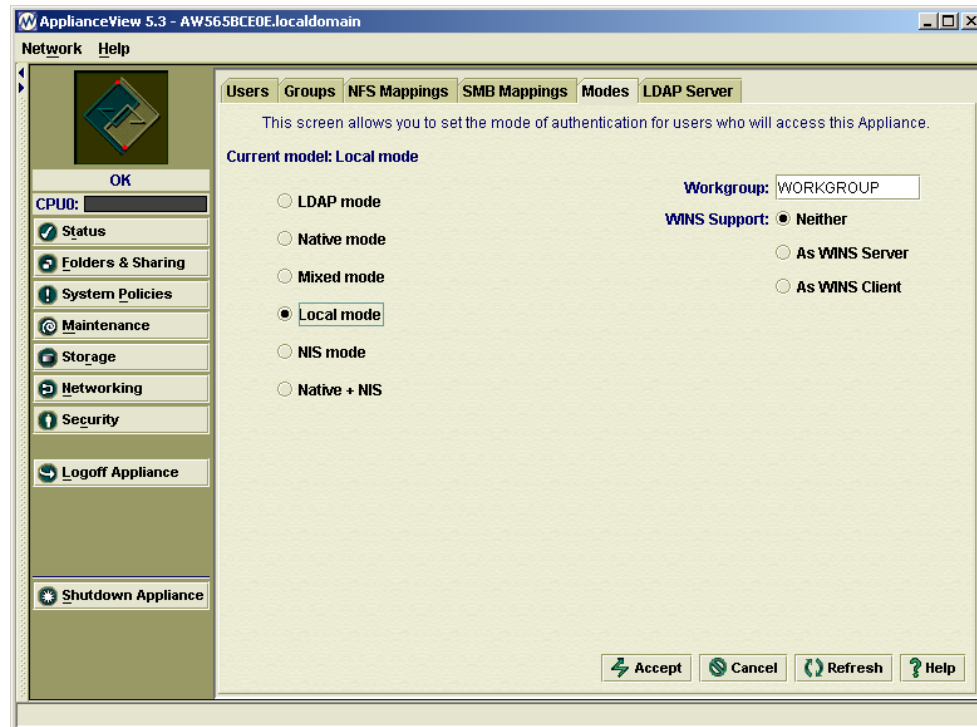 ApplianceView 5.3 - AW565BCE0E.localdomain
Network Help
Users Groups NFS Mappings SMB Mappings Modes LDAP Server
This screen allows you to set the mode of authentication for users who will access this Appliance.
Current model: Local mode
OK
CPU0:
Status
Folders & Sharing
System Policies
Maintenance
Storage
Networking
Security
Logoff Appliance
Shutdown Appliance
LDAP mode
Native mode
Mixed mode
Local mode
NIS mode
Native + NIS
Workgroup: WORKGROUP
WINS Support: Neither
As WINS Server
As WINS Client
Accept Cancel Refresh Help